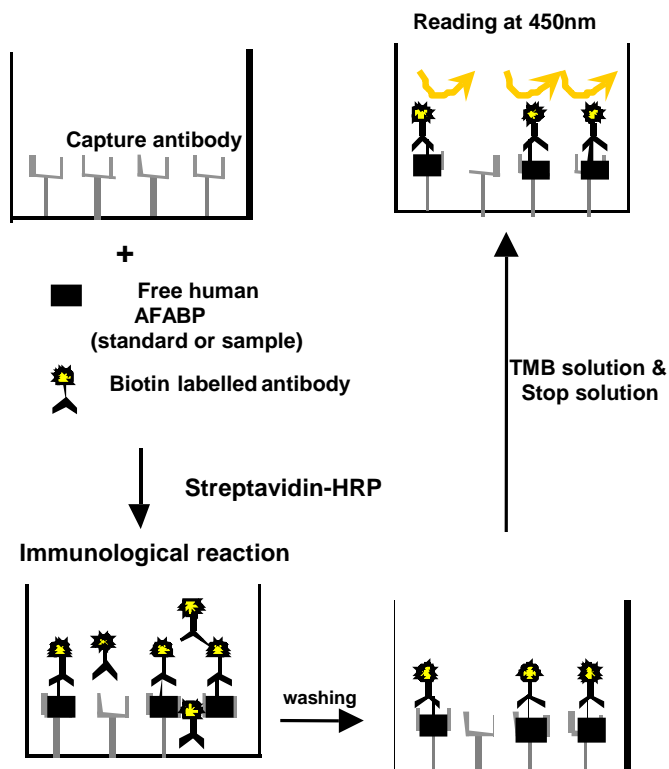 Capture antibody
+
Free human
AFABP
(standard or sample)
Biotin labelled antibody
Streptavidin-HRP
Immunological reaction
washing
TMB solution &
Stop solution
Reading at 450nm